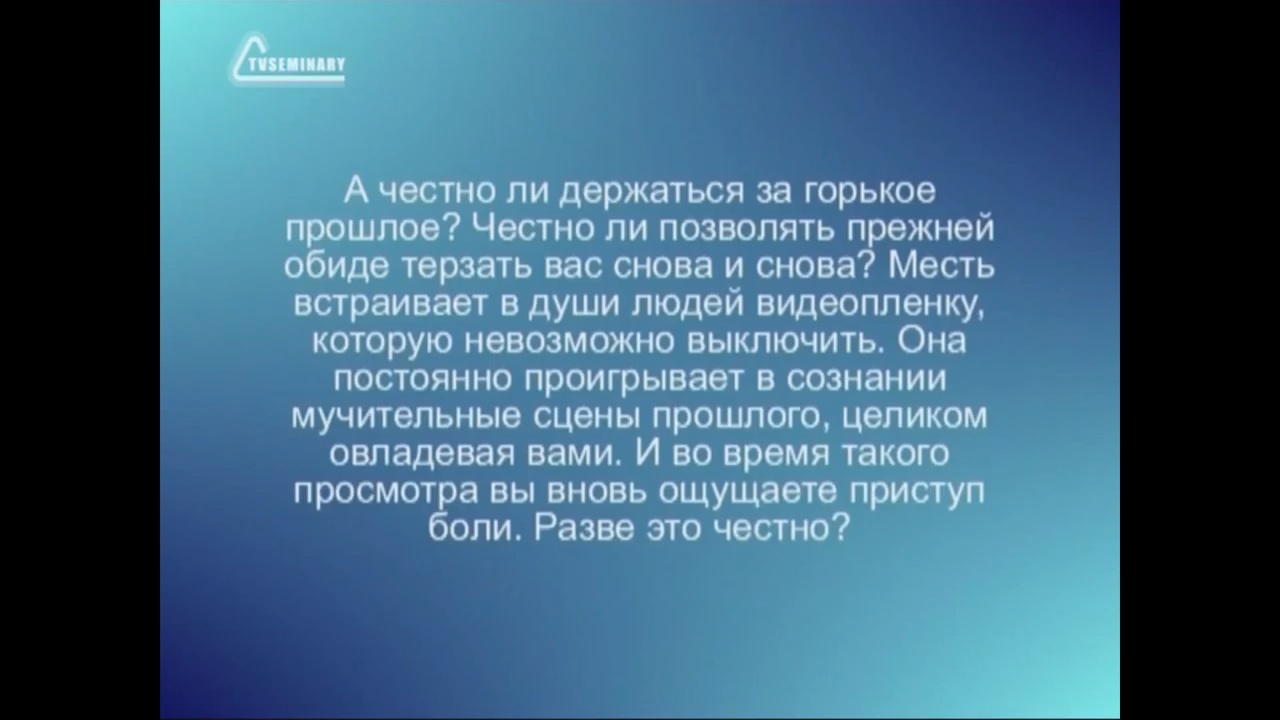 TVSEMINARY
А честно ли держаться за горькое
прошлое? Честно ли позволять прежней
обиде терзать вас снова и снова? Месть
встраивает в души людей видеопленку,
которую невозможно выключить. Она
постоянно проигрывает в сознании
мучительные сцены прошлого, целиком
овладевая вами. И во время такого
просмотра вы вновь ощущаете приступ
боли. Разве это честно?